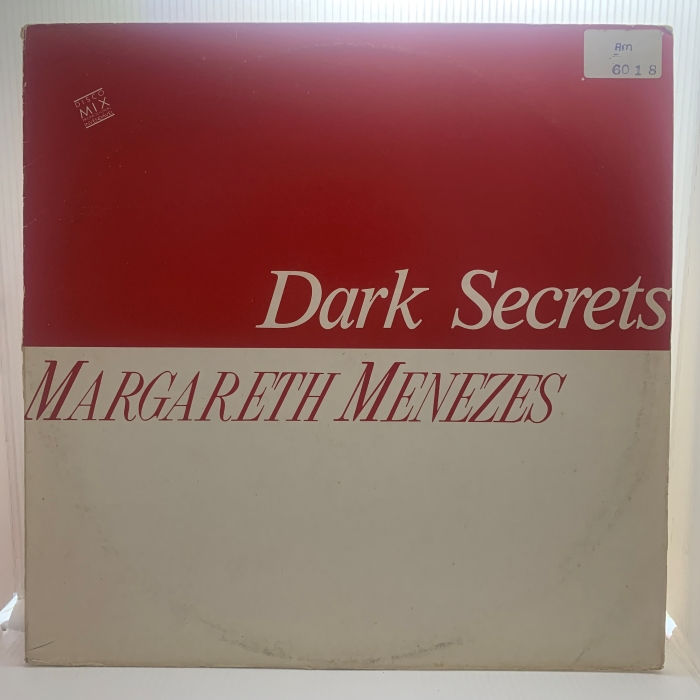 Am
60 1 8
DISCO
MIX
Dark Secrets
MARGARETH MENEZES